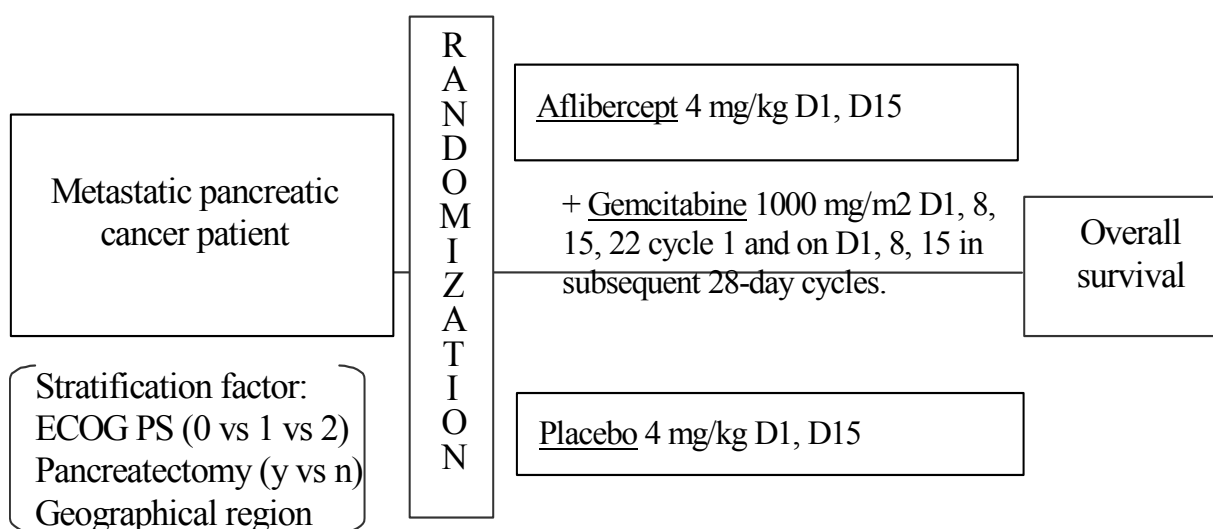 Metastatic pancreatic
cancer patient
Stratification factor:
ECOG PS (0 vs 1 vs 2)
Pancreatectomy (y vs n)
Geographical region
R
A
N
D
O
M
I
Z
A
T
I
O
N
Aflibercept 4 mg/kg D1, D15
+ Gemcitabine 1000 mg/m2 D1, 8,
15, 22 cycle 1 and on D1, 8, 15 in
subsequent 28-day cycles.
Placebo 4 mg/kg D1, D15
Overall
survival